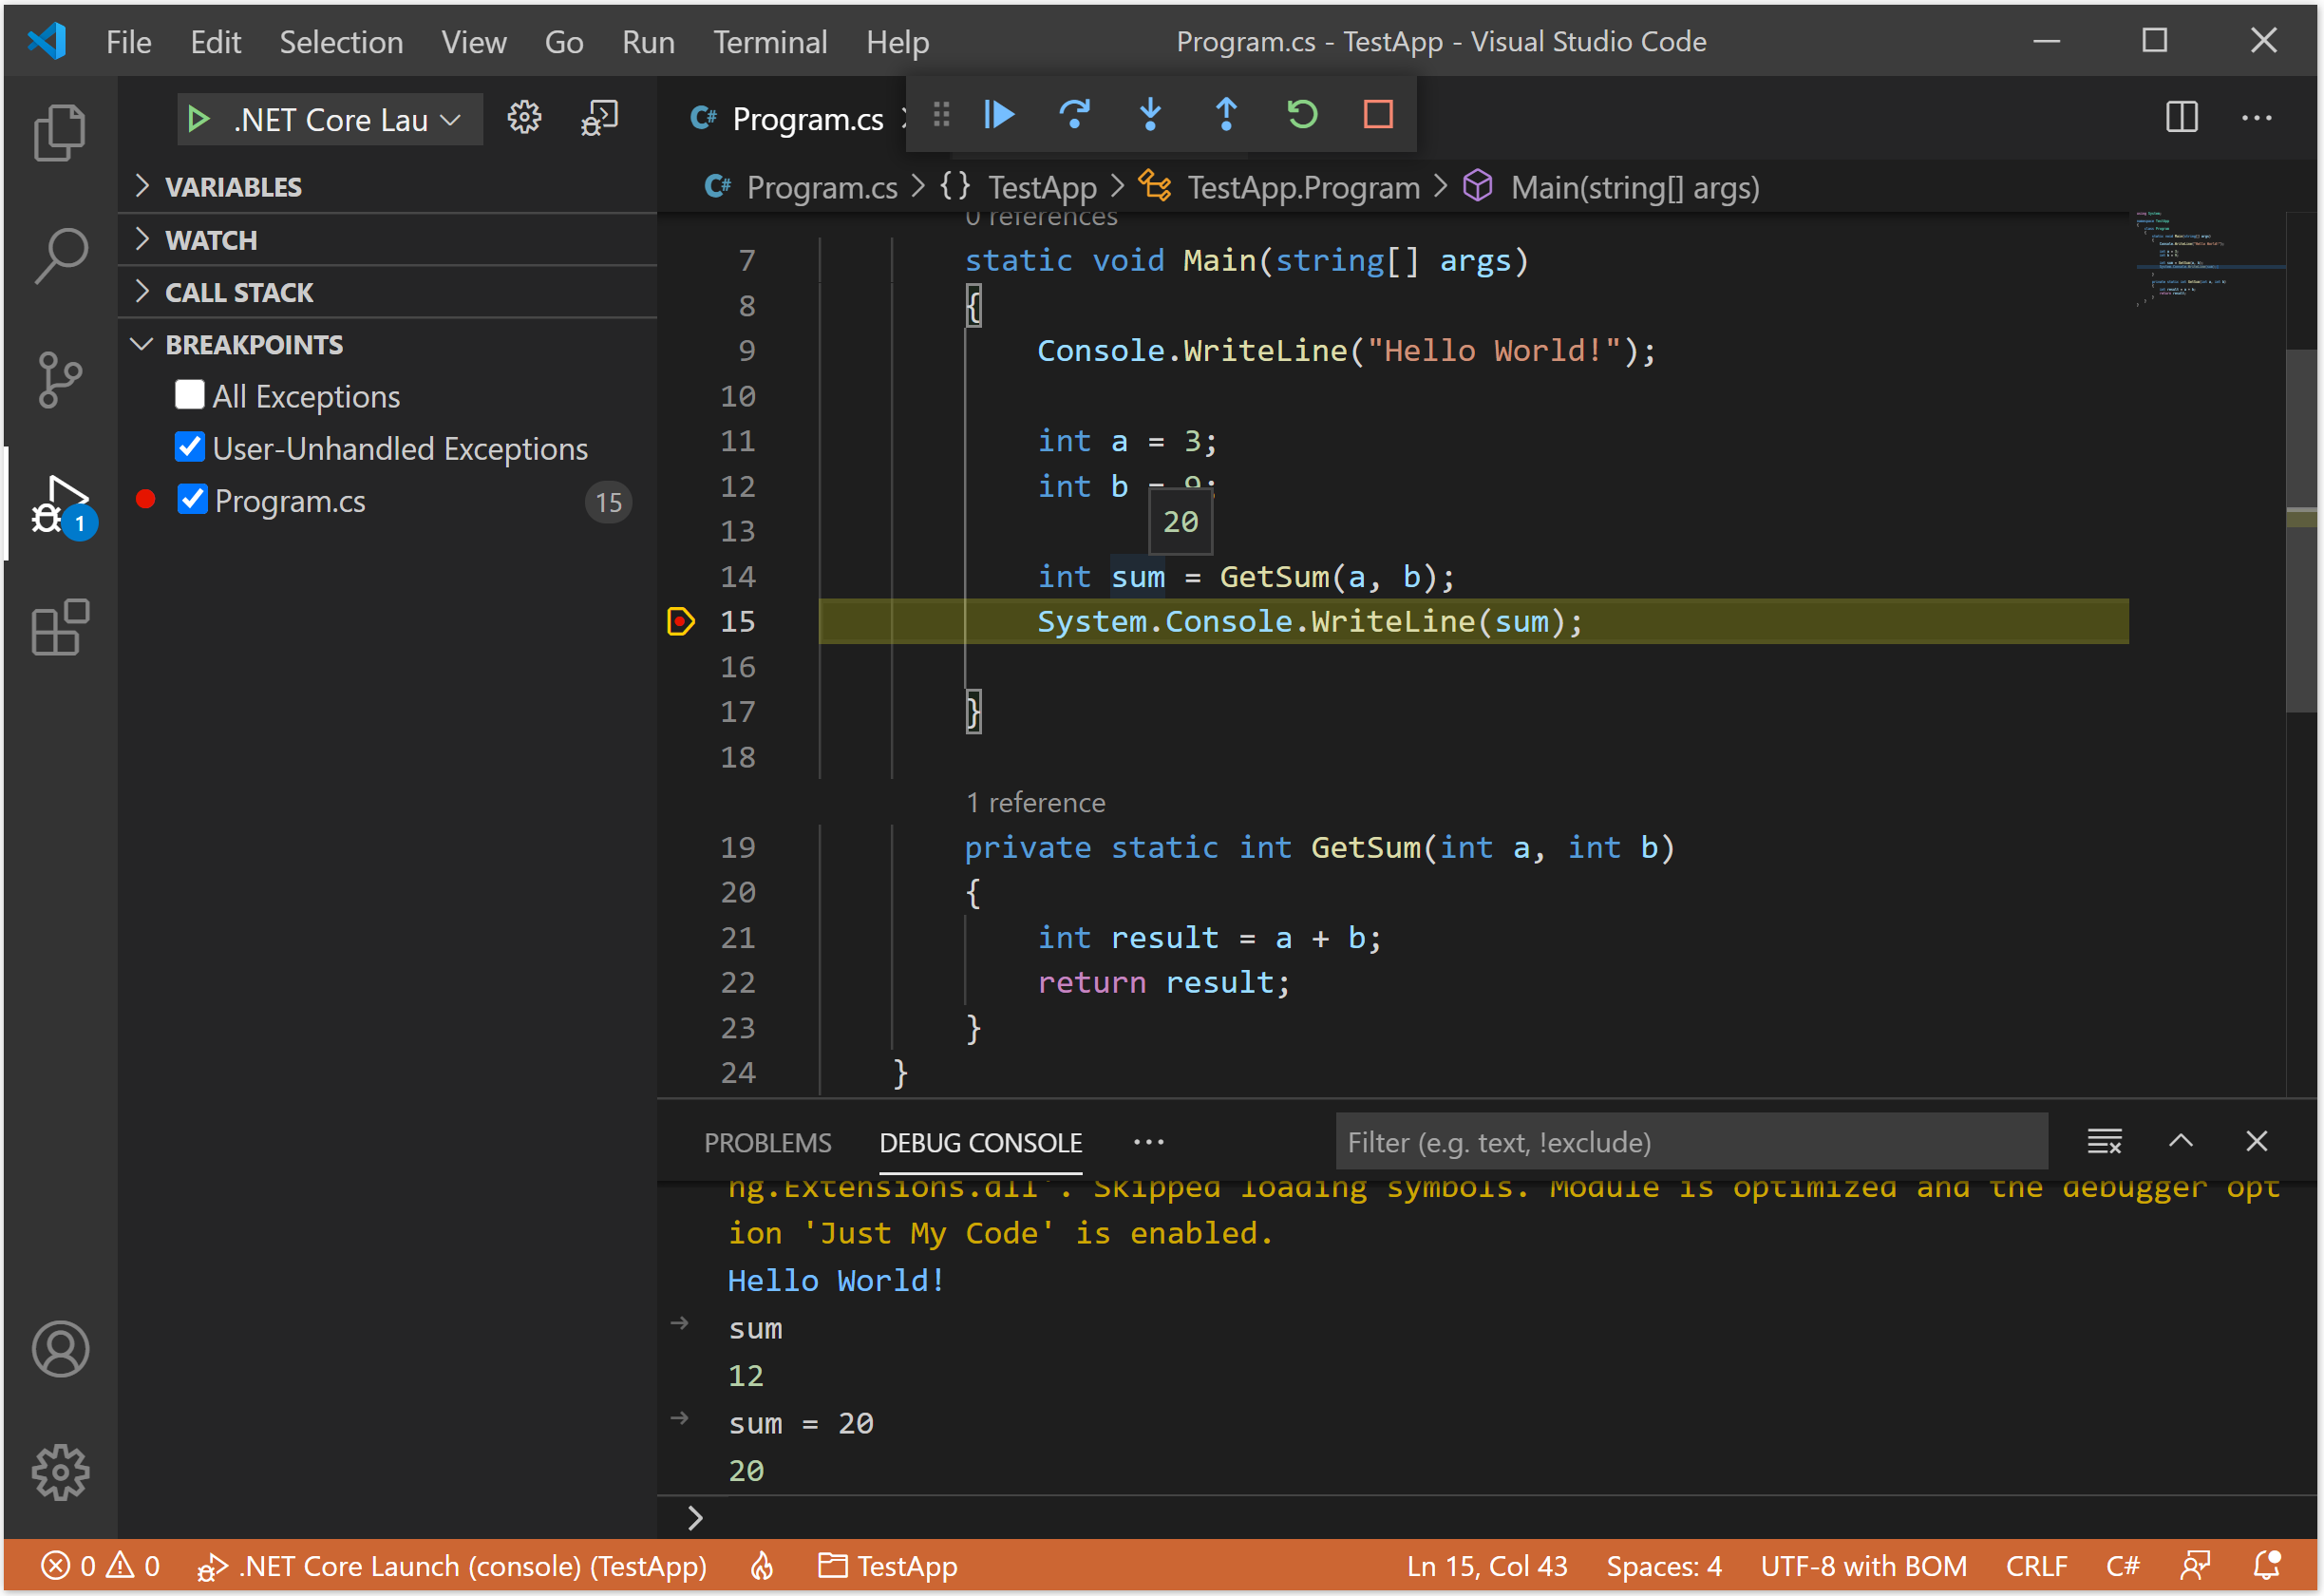 File Edit Selection View Go Run Terminal Help Program.cs - TestApp - Visual Studio Code
.NET Core Lau
VARIABLES
WATCH
CALL STACK
BREAKPOINTS
All Exceptions
User-Unhandled Exceptions
Program.cs 15
1
C# Program.cs
C# Program.cs > {} TestApp > TestApp.Program > Main(string[] args)
0 references
7 static void Main(string[] args)
8 {
9 Console.WriteLine("Hello World!");
10
11 int a = 3;
12 int b = 9;
20
13
14 int sum = GetSum(a, b);
15 System.Console.WriteLine(sum);
16
17 }
18
1 reference
19 private static int GetSum(int a, int b)
20 {
21 int result = a + b;
22 return result;
23 }
24 }
PROBLEMS DEBUG CONSOLE ··· Filter (e.g. text, !exclude)
ng.Extensions.dll'. Skipped loading symbols. Module is optimized and the debugger opt
ion 'Just My Code' is enabled.
Hello World!
→ sum
12
→ sum = 20
20
>
0 0 .NET Core Launch (console) (TestApp) TestApp Ln 15, Col 43 Spaces: 4 UTF-8 with BOM CRLF C#